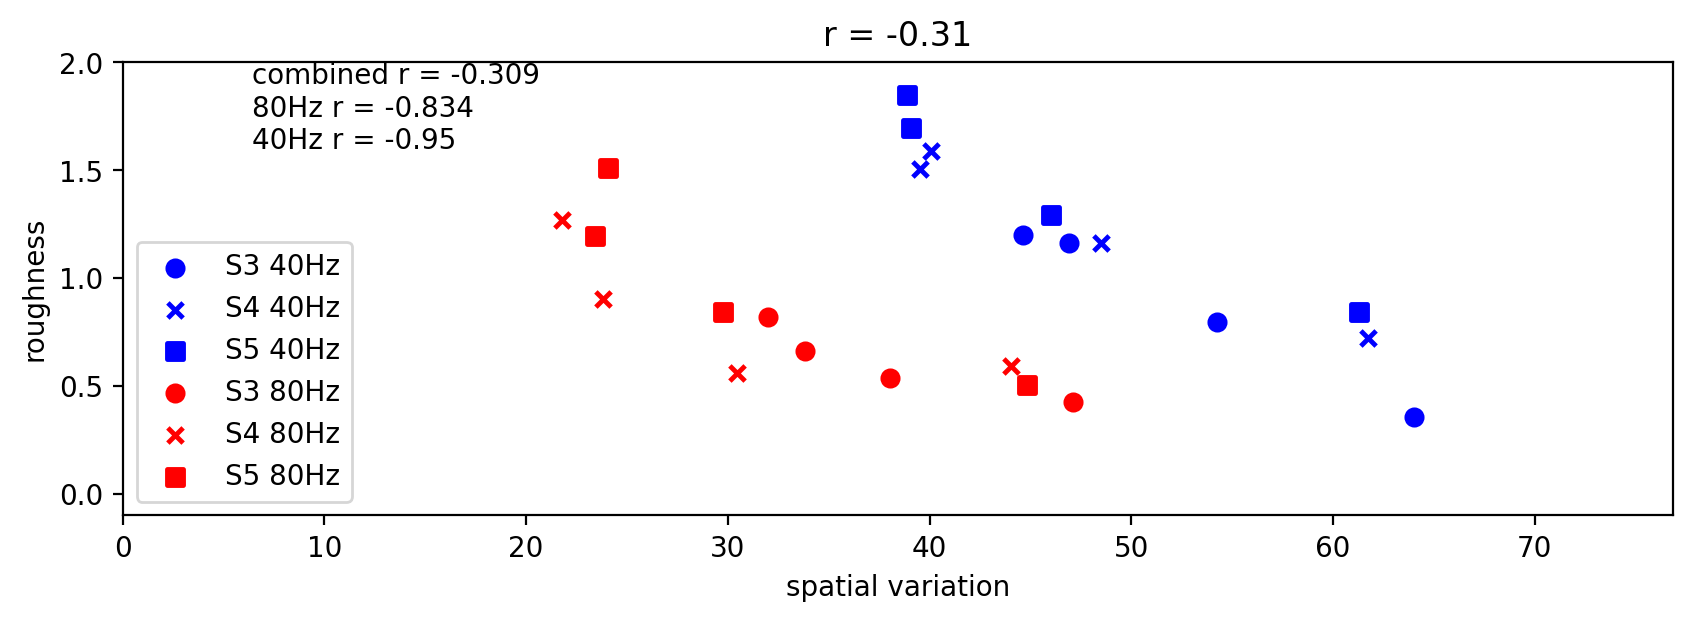 r = -0.31
combined r = -0.309
80Hz r = -0.834
40Hz r = -0.95
2.0
1.5
1.0
0.5
0.0
roughness
S3 40Hz
S4 40Hz
S5 40Hz
S3 80Hz
S4 80Hz
S5 80Hz
0 10 20 30 40 50 60 70
spatial variation